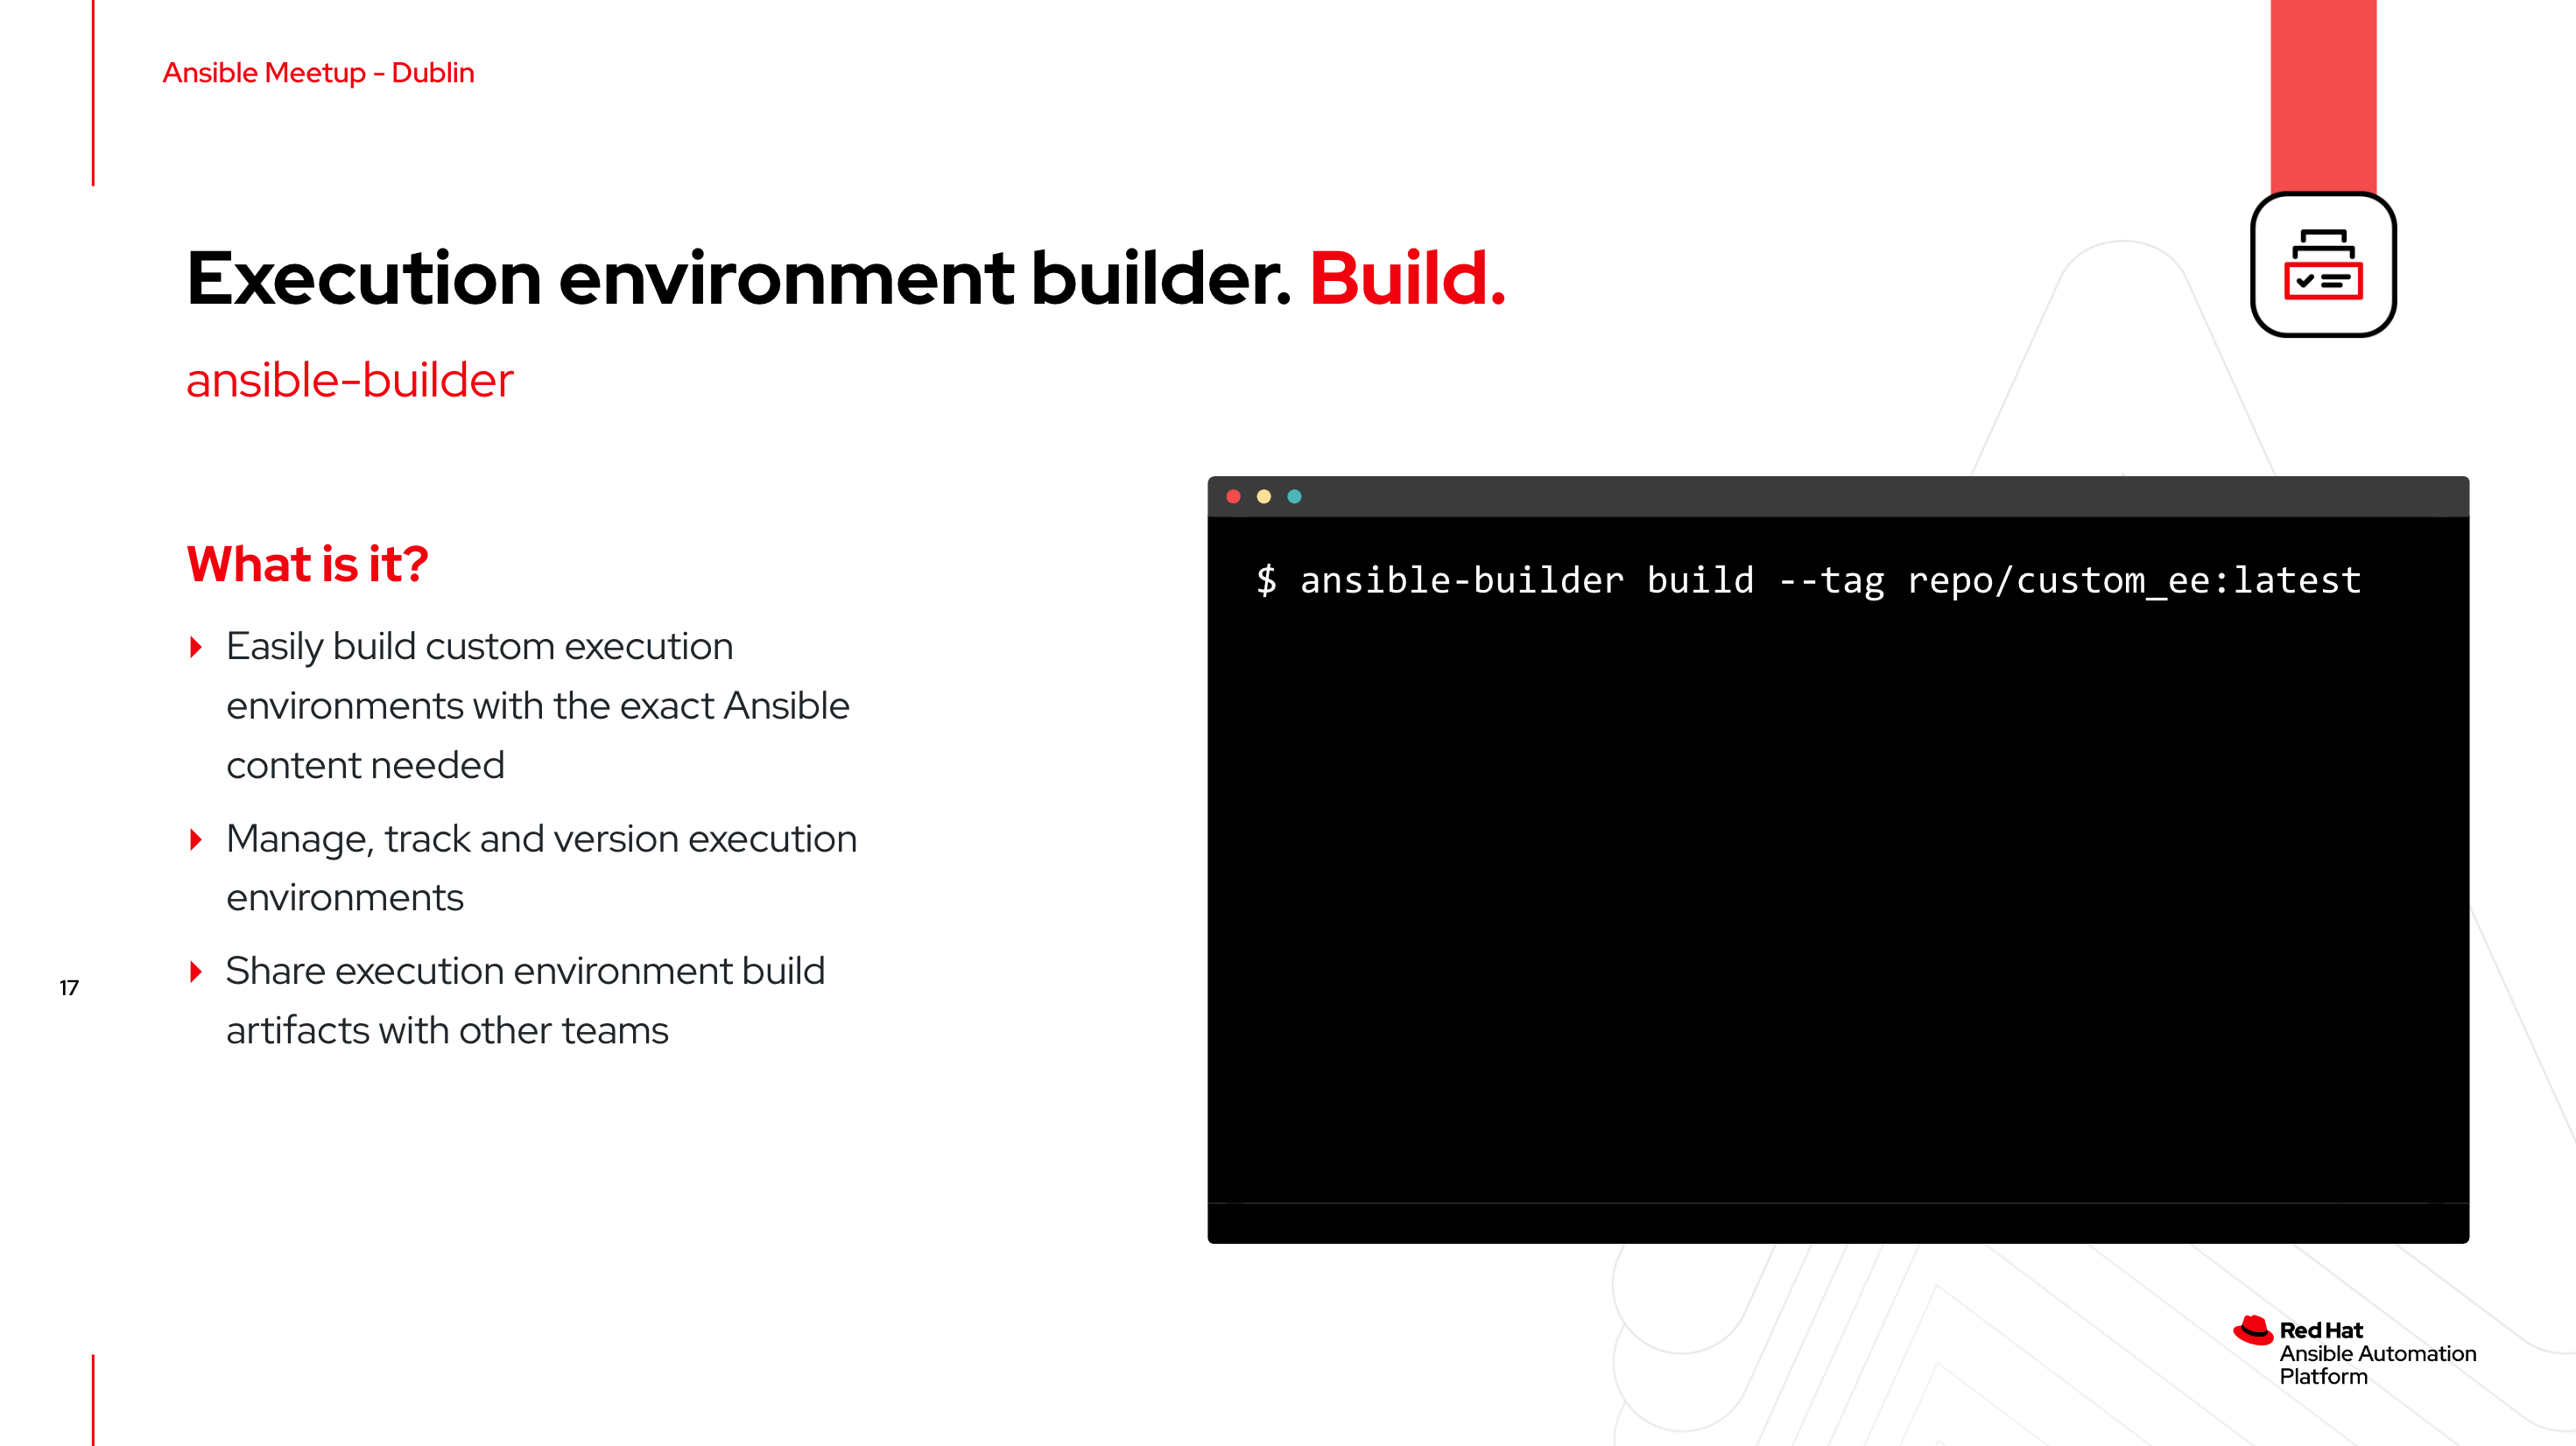 Ansible Meetup - Dublin
Execution environment builder. Build.
ansible-builder
What is it?
Easily build custom execution
environments with the exact Ansible
content needed
Manage, track and version execution
environments
Share execution environment build
artifacts with other teams
$ ansible-builder build --tag repo/custom_ee:latest
17
Red Hat
Ansible Automation
Platform